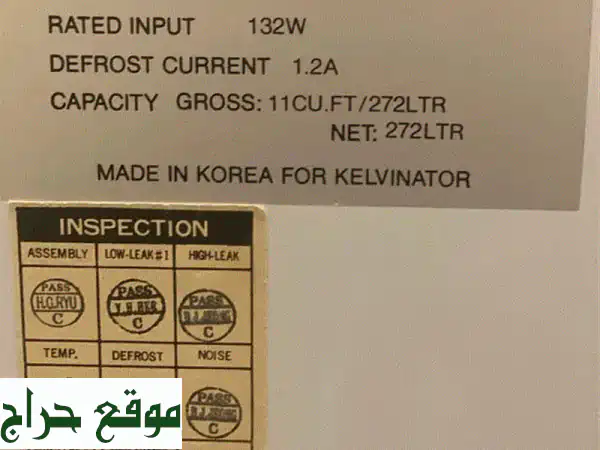 RATED INPUT 132W
DEFROST CURRENT 1.2A
CAPACITY GROSS: 11CU.FT/272LTR
NET: 272LTR
MADE IN KOREA FOR KELVINATOR
INSPECTION
ASSEMBLY LOW-LEAK#1 HIGH-LEAK
PASS PASS PASS
H.G.RYU
C C C
TEMP. DEFROST NOISE
PASS
C
موقع حراج